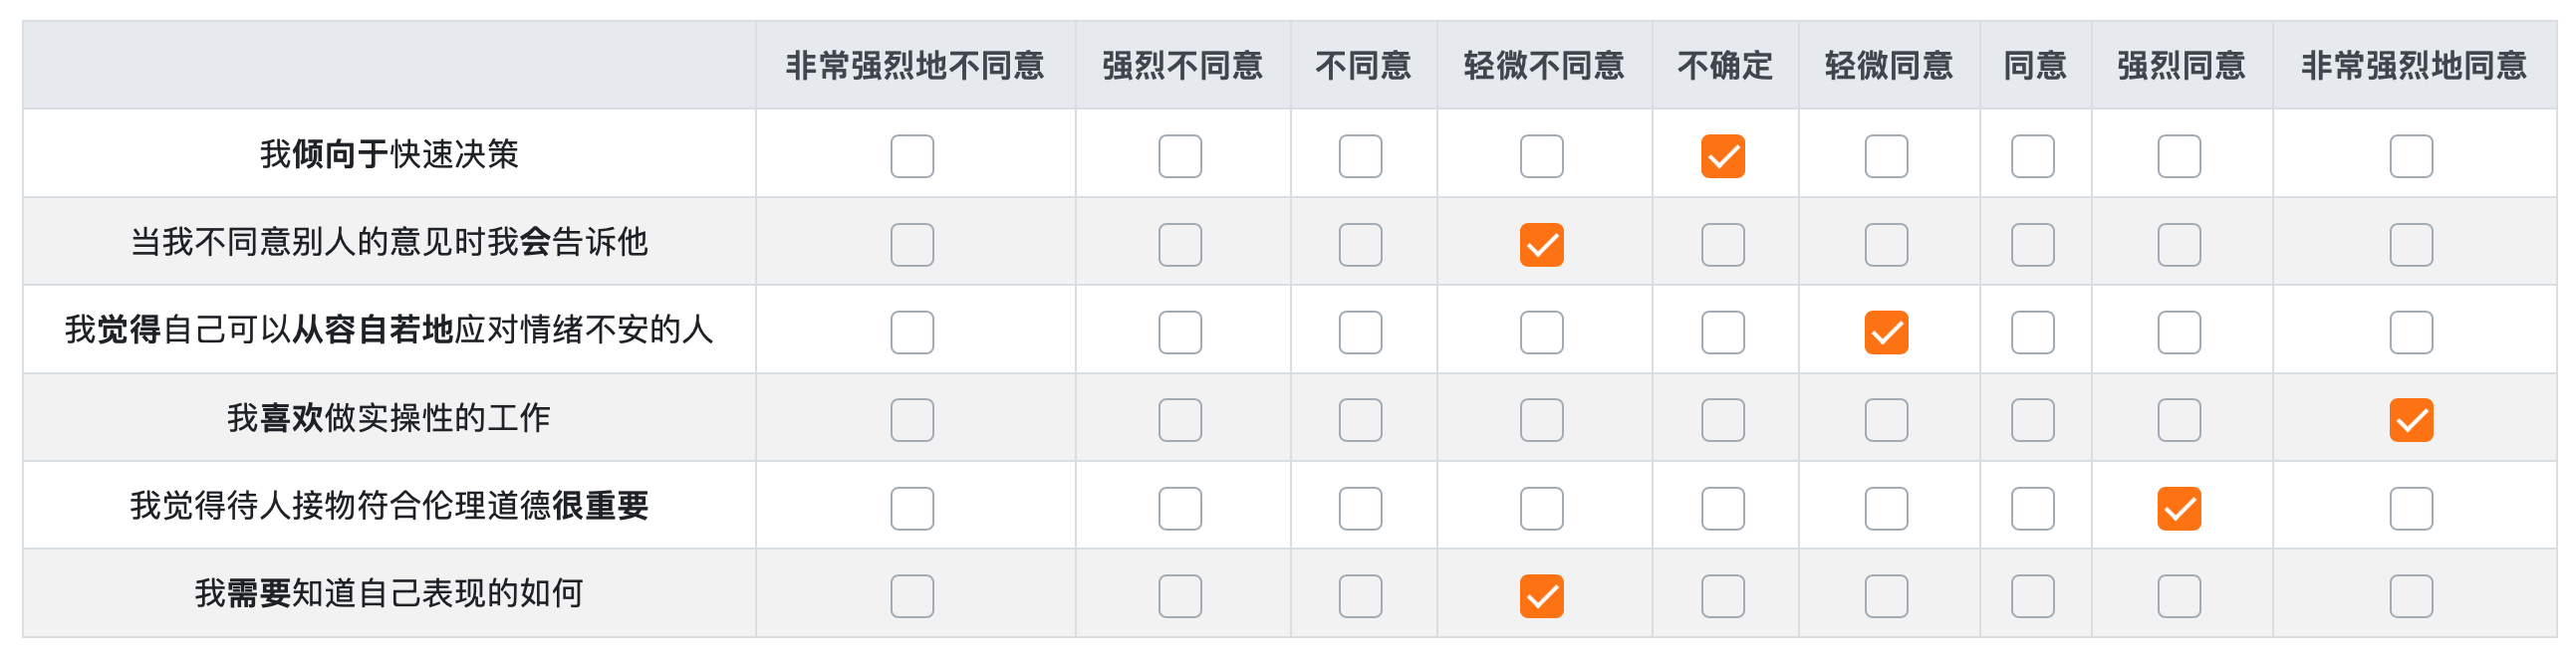 非常强烈地不同意 强烈不同意 不同意 轻微不同意 不确定 轻微同意 同意 强烈同意 非常强烈地同意
我倾向于快速决策
当我不同意别人的意见时我会告诉他
我觉得自己可以从容自若地应对情绪不安的人
我喜欢做实操性的工作
我觉得待人接物符合伦理道德很重要
我需要知道自己表现的如何